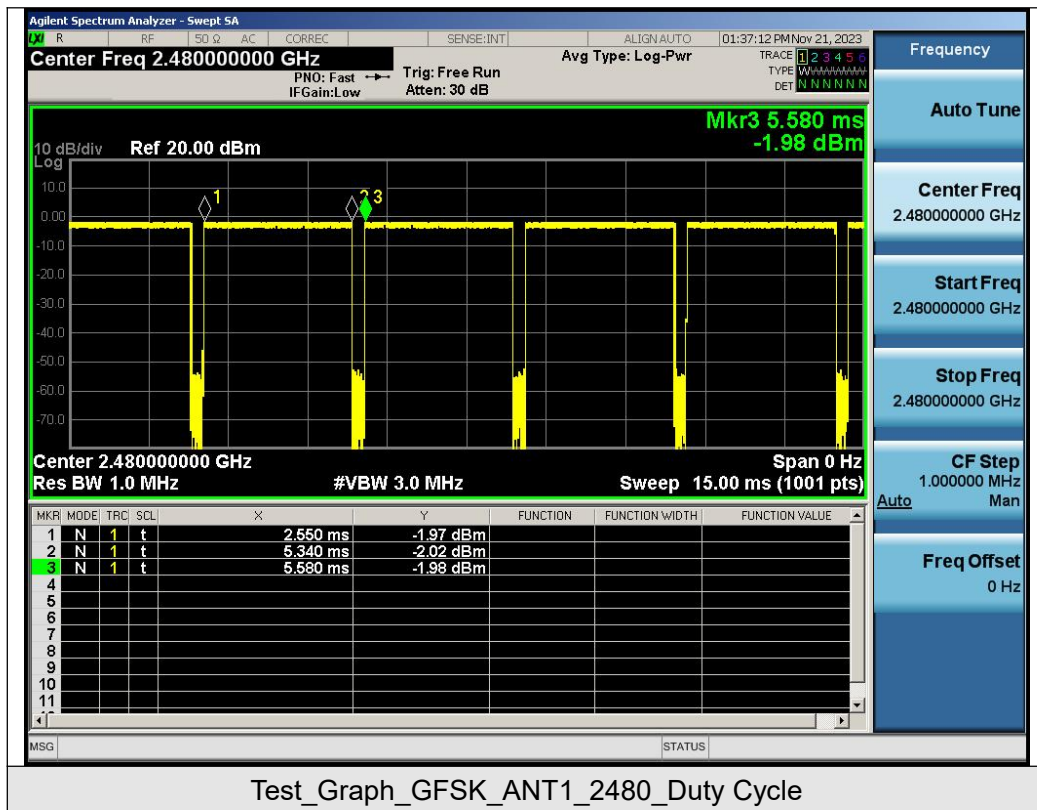 Agilent Spectrum Analyzer - Swept SA
LXI R RF 50 Ω AC CORREC SENSE:INT ALIGN AUTO 01:37:12 PM Nov 21, 2023
Center Freq 2.480000000 GHz
PNO: Fast
IFGain:Low
Trig: Free Run
Atten: 30 dB
Avg Type: Log-Pwr
TRACE 1 2 3 4 5 6
TYPE WWWWWW
DET N N N N N N
Mkr3 5.580 ms
-1.98 dBm
10 dB/div Ref 20.00 dBm
Log
10.0
0.00
-10.0
-20.0
-30.0
-40.0
-50.0
-60.0
-70.0
1
2 3
Center 2.480000000 GHz Span 0 Hz
Res BW 1.0 MHz #VBW 3.0 MHz Sweep 15.00 ms (1001 pts)
MKR MODE TRC SCL X Y FUNCTION FUNCTION WIDTH FUNCTION VALUE
1 N 1 t 2.550 ms -1.97 dBm
2 N 1 t 5.340 ms -2.02 dBm
3 N 1 t 5.580 ms -1.98 dBm
4
5
6
7
8
9
10
11
MSG STATUS
Frequency
Auto Tune
Center Freq
2.480000000 GHz
Start Freq
2.480000000 GHz
Stop Freq
2.480000000 GHz
CF Step
1.000000 MHz
Auto Man
Freq Offset
0 Hz
Test_Graph_GFSK_ANT1_2480_Duty Cycle